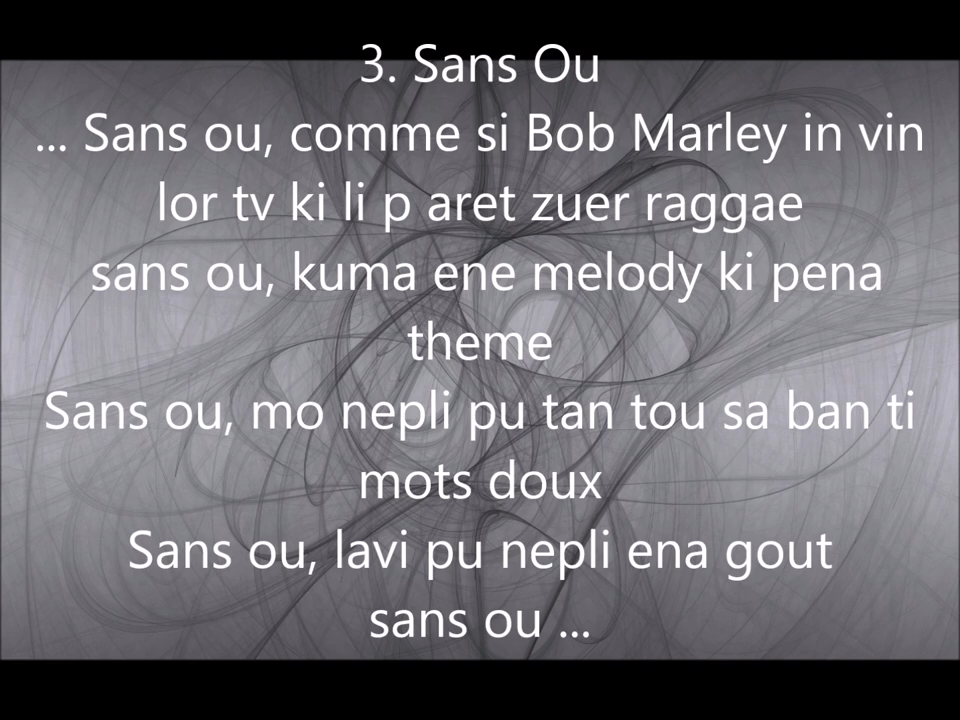 3. Sans Ou
... Sans ou, comme si Bob Marley in vin
lor tv ki li p aret zuer raggae
sans ou, kuma ene melody ki pena
theme
Sans ou, mo nepli pu tan tou sa ban ti
mots doux
Sans ou, lavi pu nepli ena gout
sans ou ...